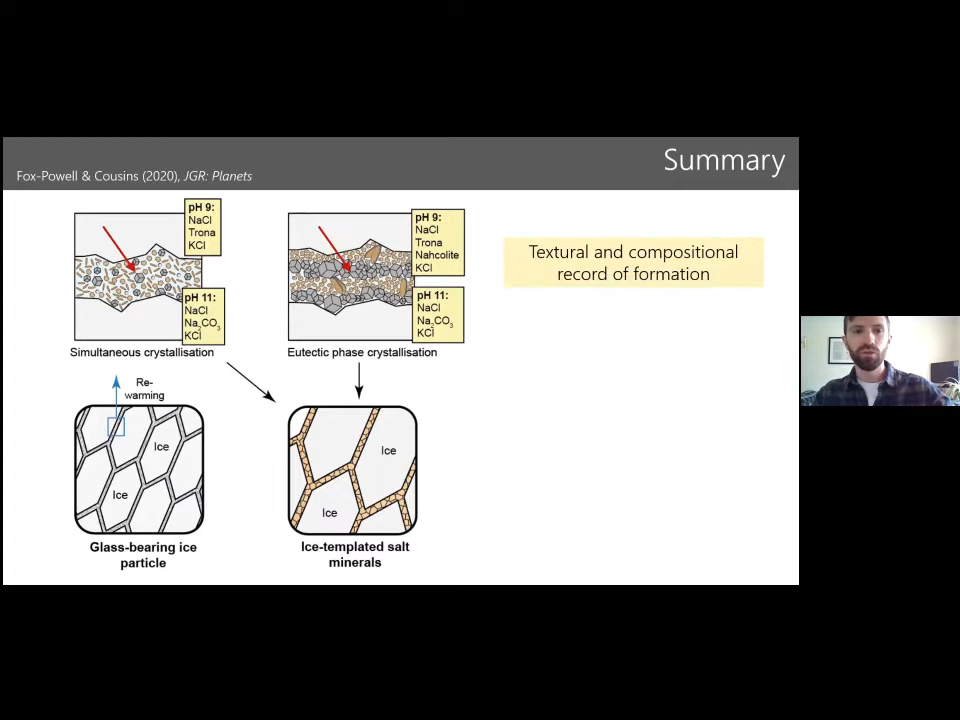 Summary
Fox-Powell & Cousins (2020), JGR: Planets
pH 9:
NaCl
Trona
KCl
pH 11:
NaCl
Na2CO3
KCl
Simultaneous crystallisation
pH 9:
NaCl
Trona
Nahcolite
KCl
pH 11:
NaCl
Na2CO3
KCl
Eutectic phase crystallisation
Textural and compositional
record of formation
Re-
warming
Ice
Ice
Glass-bearing ice
particle
Ice
Ice
Ice-templated salt
minerals